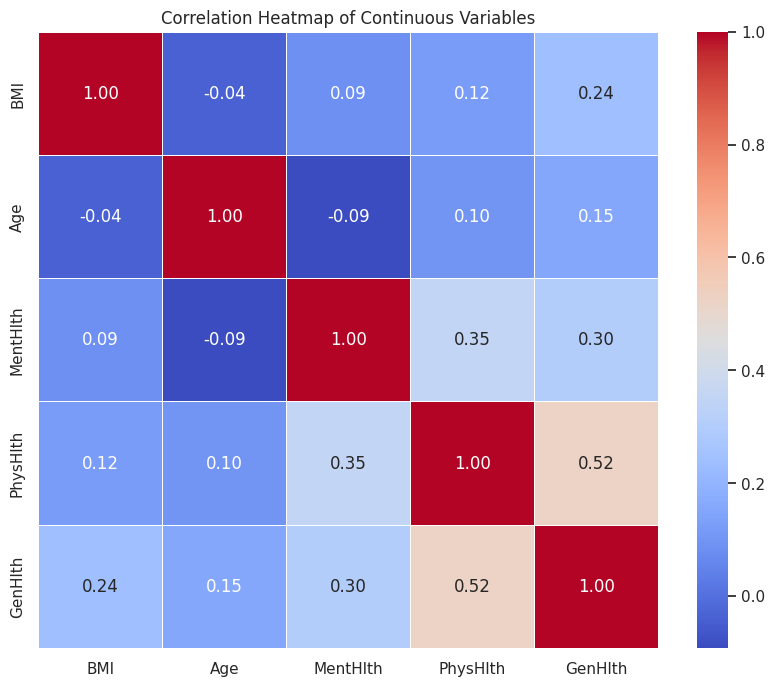 Correlation Heatmap of Continuous Variables
BMI 1.00 -0.04 0.09 0.12 0.24
Age -0.04 1.00 -0.09 0.10 0.15
MentHlth 0.09 -0.09 1.00 0.35 0.30
PhysHlth 0.12 0.10 0.35 1.00 0.52
GenHlth 0.24 0.15 0.30 0.52 1.00
BMI Age MentHlth PhysHlth GenHlth
1.0
0.8
0.6
0.4
0.2
0.0